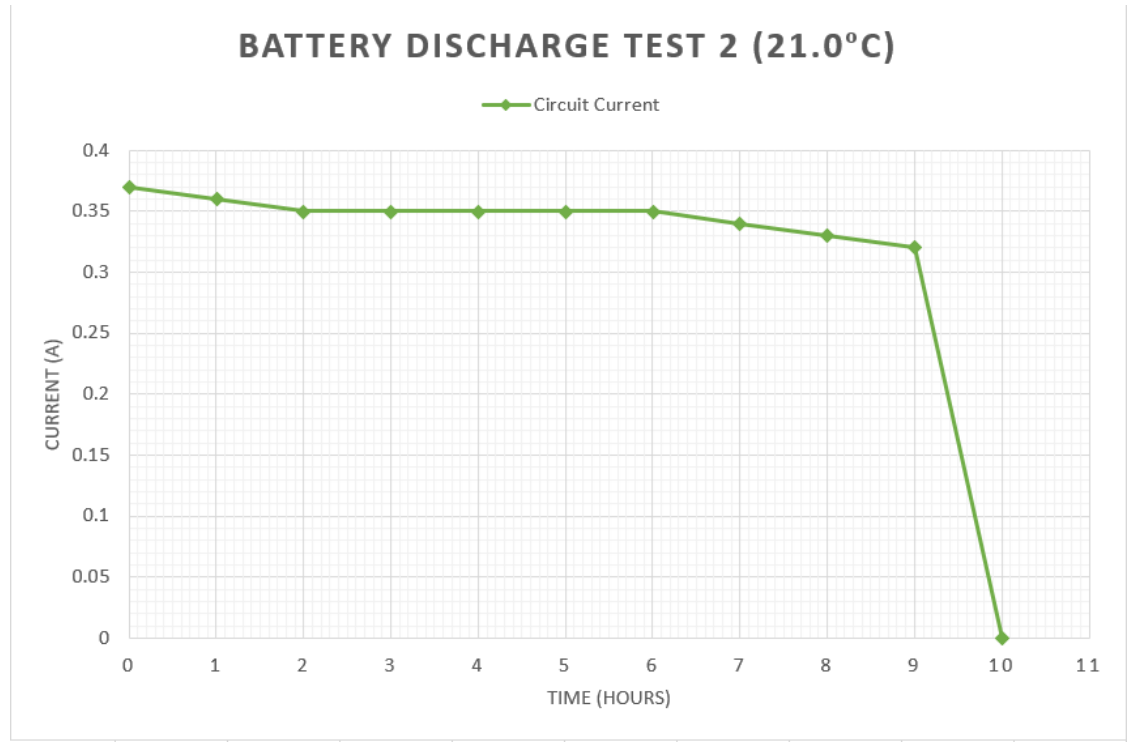 BATTERY DISCHARGE TEST 2 (21.0ºC)
Circuit Current
0.4
0.35
0.3
0.25
0.2
0.15
0.1
0.05
0
CURRENT (A)
0 1 2 3 4 5 6 7 8 9 10 11
TIME (HOURS)